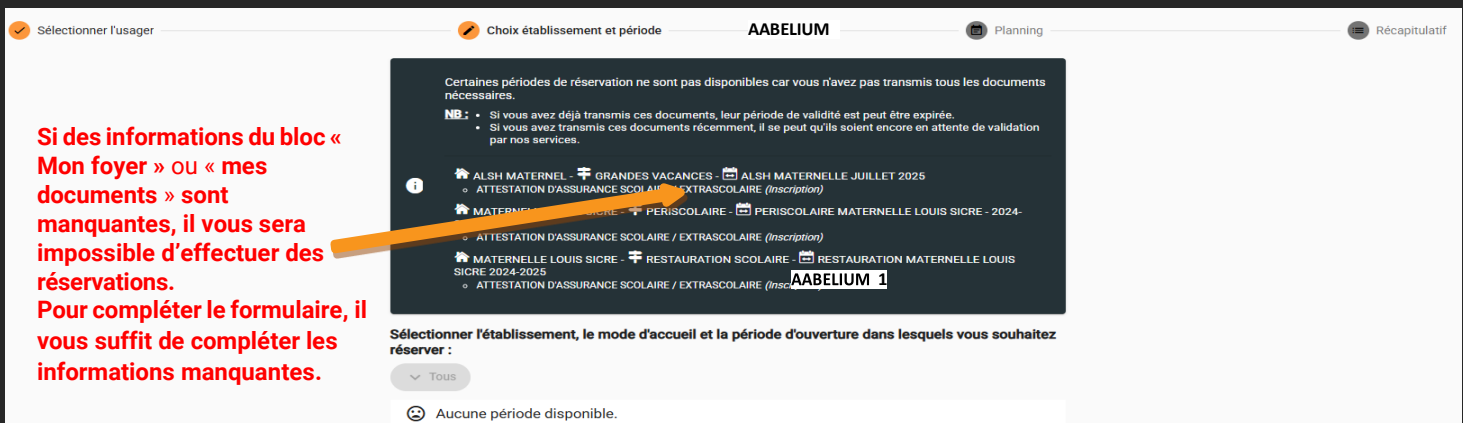 Sélectionner l'usager
Choix établissement et période
AABELIUM
Planning
Récapitulatif
Si des informations du bloc «
Mon foyer » ou « mes
documents » sont
manquantes, il vous sera
impossible d'effectuer des
réservations.
Pour compléter le formulaire, il
vous suffit de compléter les
informations manquantes.
Certaines périodes de réservation ne sont pas disponibles car vous n'avez pas transmis tous les documents
nécessaires.
NB : • Si vous avez déjà transmis ces documents, leur période de validité est peut être expirée.
• Si vous avez transmis ces documents récemment, il se peut qu'ils soient encore en attente de validation
par nos services.
ALSH MATERNEL - GRANDES VACANCES - ALSH MATERNELLE JUILLET 2025
ATTESTATION D'ASSURANCE SCOLAIRE / EXTRASCOLAIRE (Inscription)
SICRE - PERISCOLAIRE - PERISCOLAIRE MATERNELLE LOUIS SICRE - 2024-
ATTESTATION D'ASSURANCE SCOLAIRE / EXTRASCOLAIRE (Inscription)
MATERNELLE LOUIS SICRE - RESTAURATION SCOLAIRE - RESTAURATION MATERNELLE LOUIS
SICRE 2024-2025
AABELIUM 1
ATTESTATION D'ASSURANCE SCOLAIRE / EXTRASCOLAIRE
Sélectionner l'établissement, le mode d'accueil et la période d'ouverture dans lesquels vous souhaitez
réserver :
Tous
Aucune période disponible.